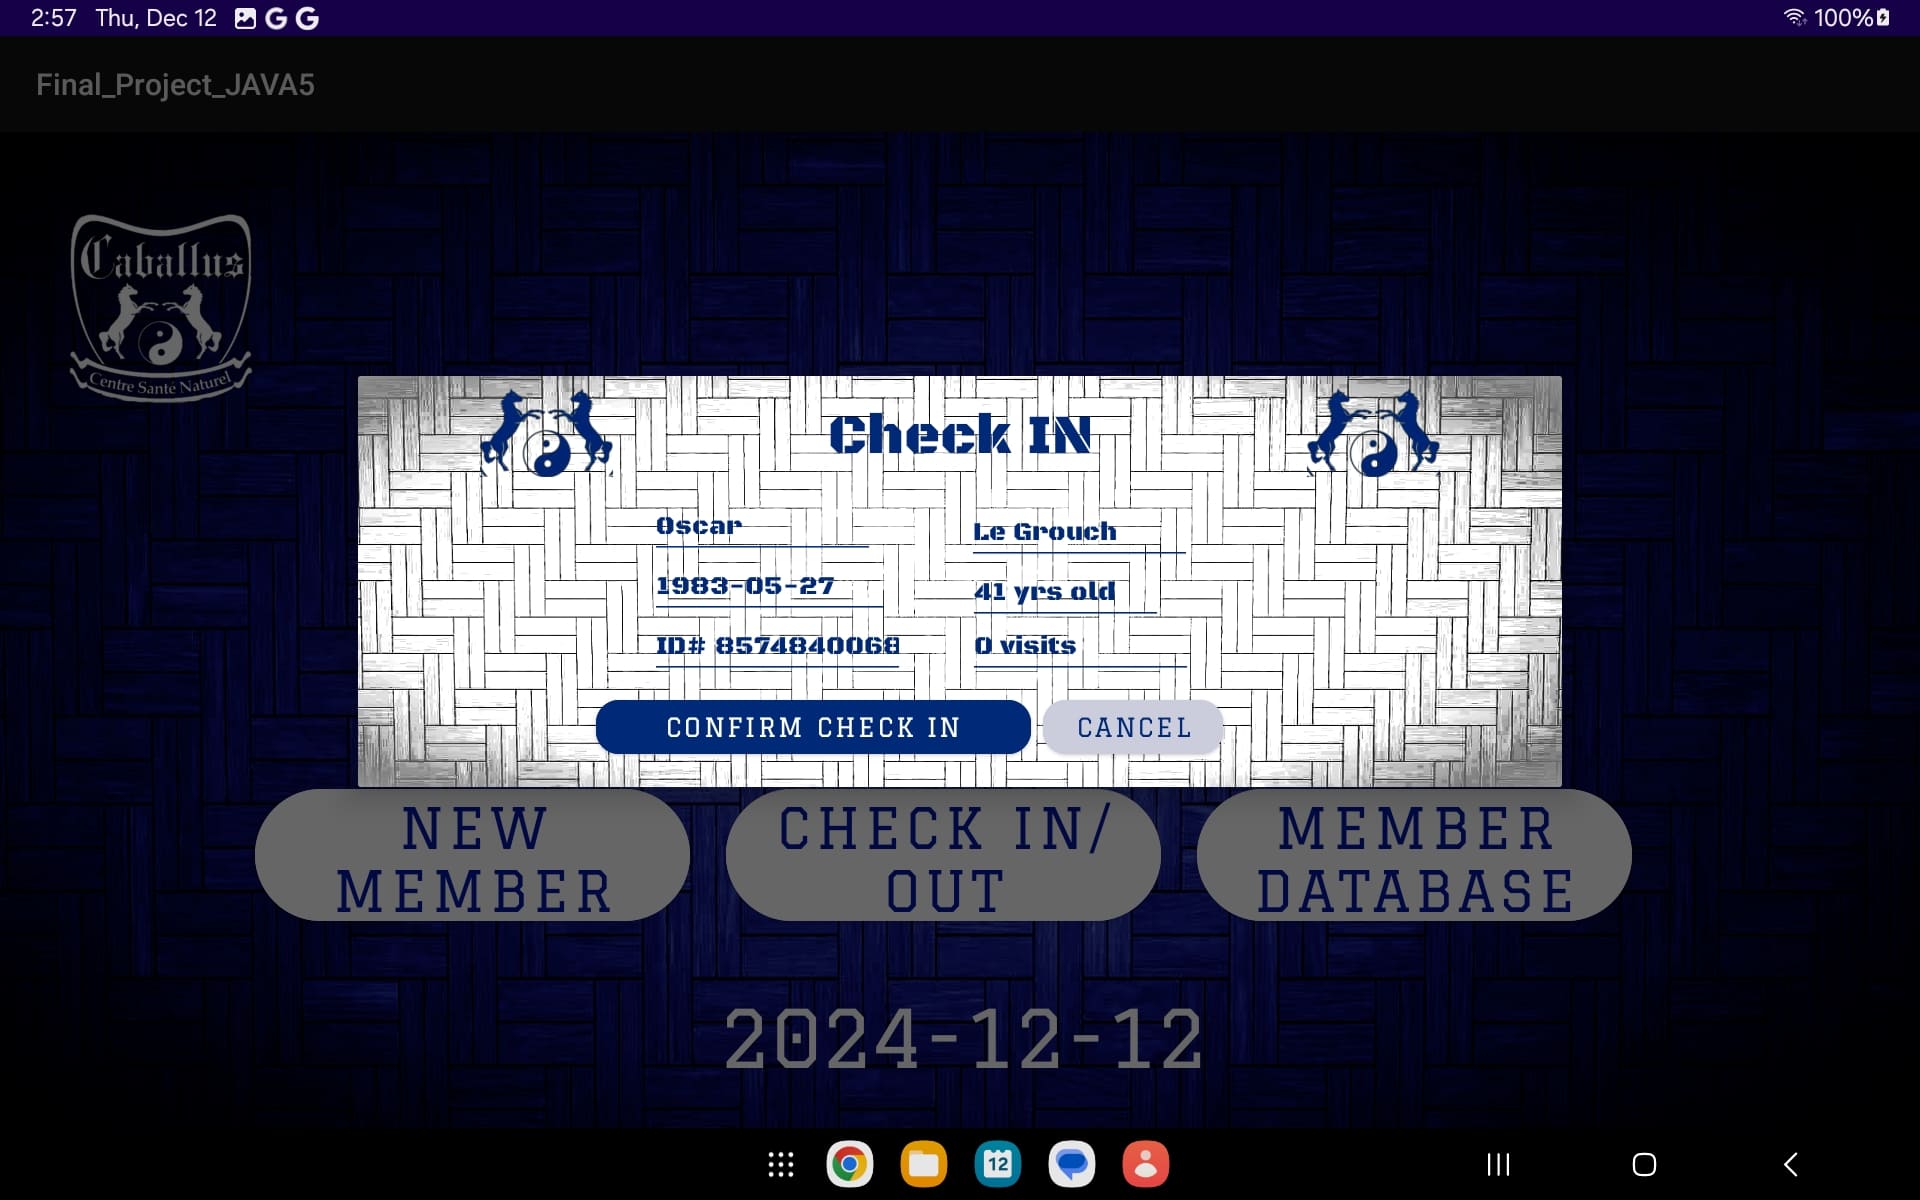 2:57 Thu, Dec 12 G G 100%
Final_Project_JAVA5
Caballus
Centre Santé Naturel
Check IN
Oscar Le Grouch
1983-05-27 41 yrs old
ID# 8574840068 0 visits
CONFIRM CHECK IN CANCEL
NEW CHECK IN/ MEMBER
MEMBER OUT DATABASE
2024-12-12
12